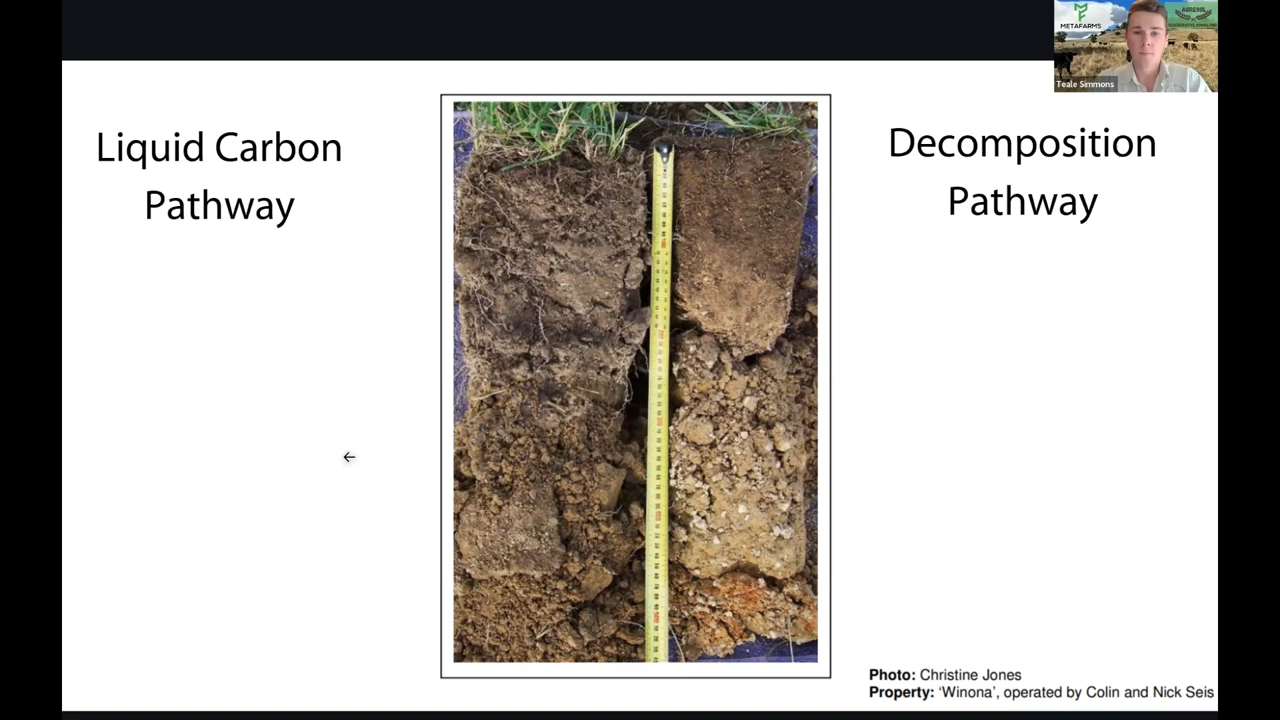 METAFARMS
AGRESOL
Teale Simmons
Liquid Carbon
Pathway
Decomposition
Pathway
Photo: Christine Jones
Property: ‘Winona’, operated by Colin and Nick Seis